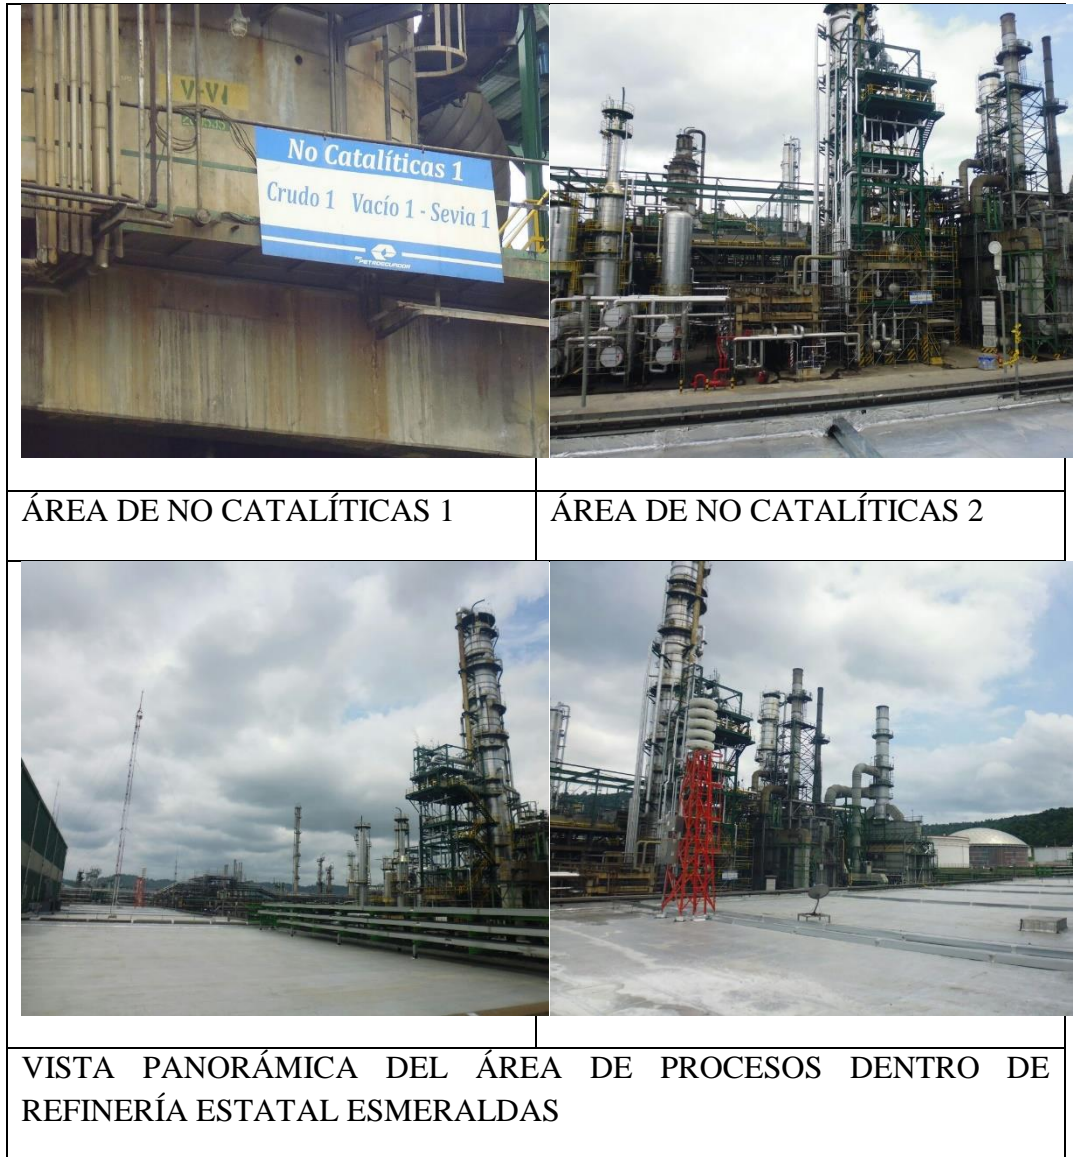 V-V1
No Catalíticas 1
Crudo 1 Vacío 1 - Sevia 1
PETROECUADOR
ÁREA DE NO CATALÍTICAS 1
ÁREA DE NO CATALÍTICAS 2
VISTA PANORÁMICA DEL ÁREA DE PROCESOS DENTRO DE
REFINERÍA ESTATAL ESMERALDAS